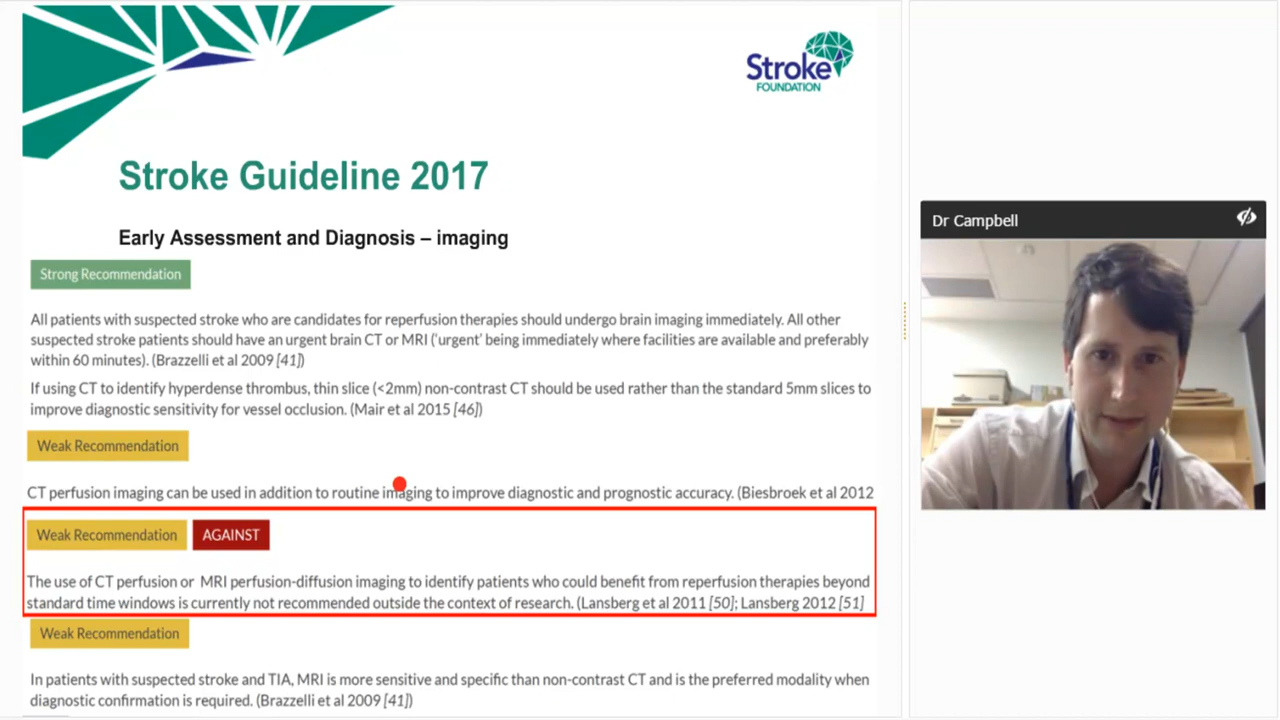 Stroke
FOUNDATION
Stroke Guideline 2017
Early Assessment and Diagnosis – imaging
Strong Recommendation
All patients with suspected stroke who are candidates for reperfusion therapies should undergo brain imaging immediately. All other
suspected stroke patients should have an urgent brain CT or MRI ('urgent' being immediately where facilities are available and preferably
within 60 minutes). (Brazzelli et al 2009 [41])
If using CT to identify hyperdense thrombus, thin slice (<2mm) non-contrast CT should be used rather than the standard 5mm slices to
improve diagnostic sensitivity for vessel occlusion. (Mair et al 2015 [46])
Weak Recommendation
CT perfusion imaging can be used in addition to routine imaging to improve diagnostic and prognostic accuracy. (Biesbroek et al 2012
Weak Recommendation AGAINST
The use of CT perfusion or MRI perfusion-diffusion imaging to identify patients who could benefit from reperfusion therapies beyond
standard time windows is currently not recommended outside the context of research. (Lansberg et al 2011 [50]; Lansberg 2012 [51]
Weak Recommendation
In patients with suspected stroke and TIA, MRI is more sensitive and specific than non-contrast CT and is the preferred modality when
diagnostic confirmation is required. (Brazzelli et al 2009 [41])
Dr Campbell